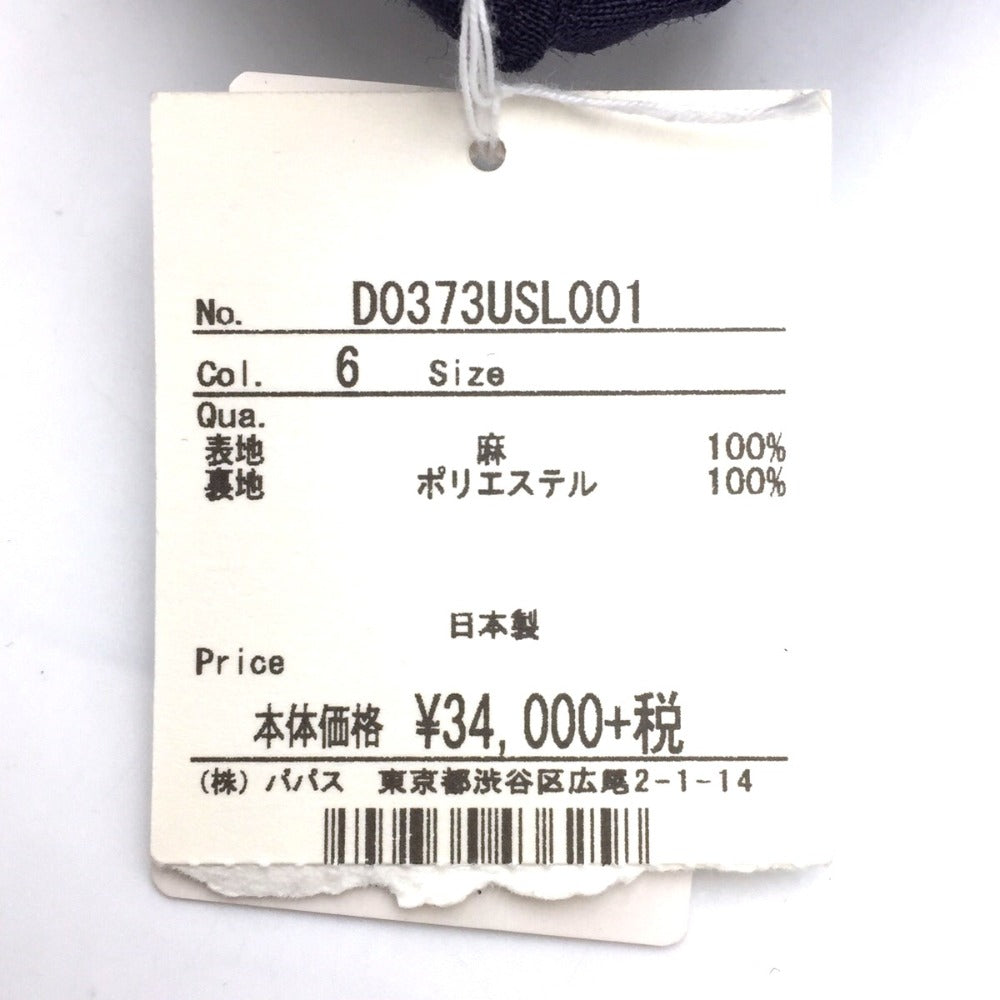 No. D0373USL001
Col. 6 Size
Qua.
表地 麻 100%
裏地 ポリエステル 100%
日本製
Price
本体価格 ¥34,000+税
(株) パパス 東京都渋谷区広尾2-1-14